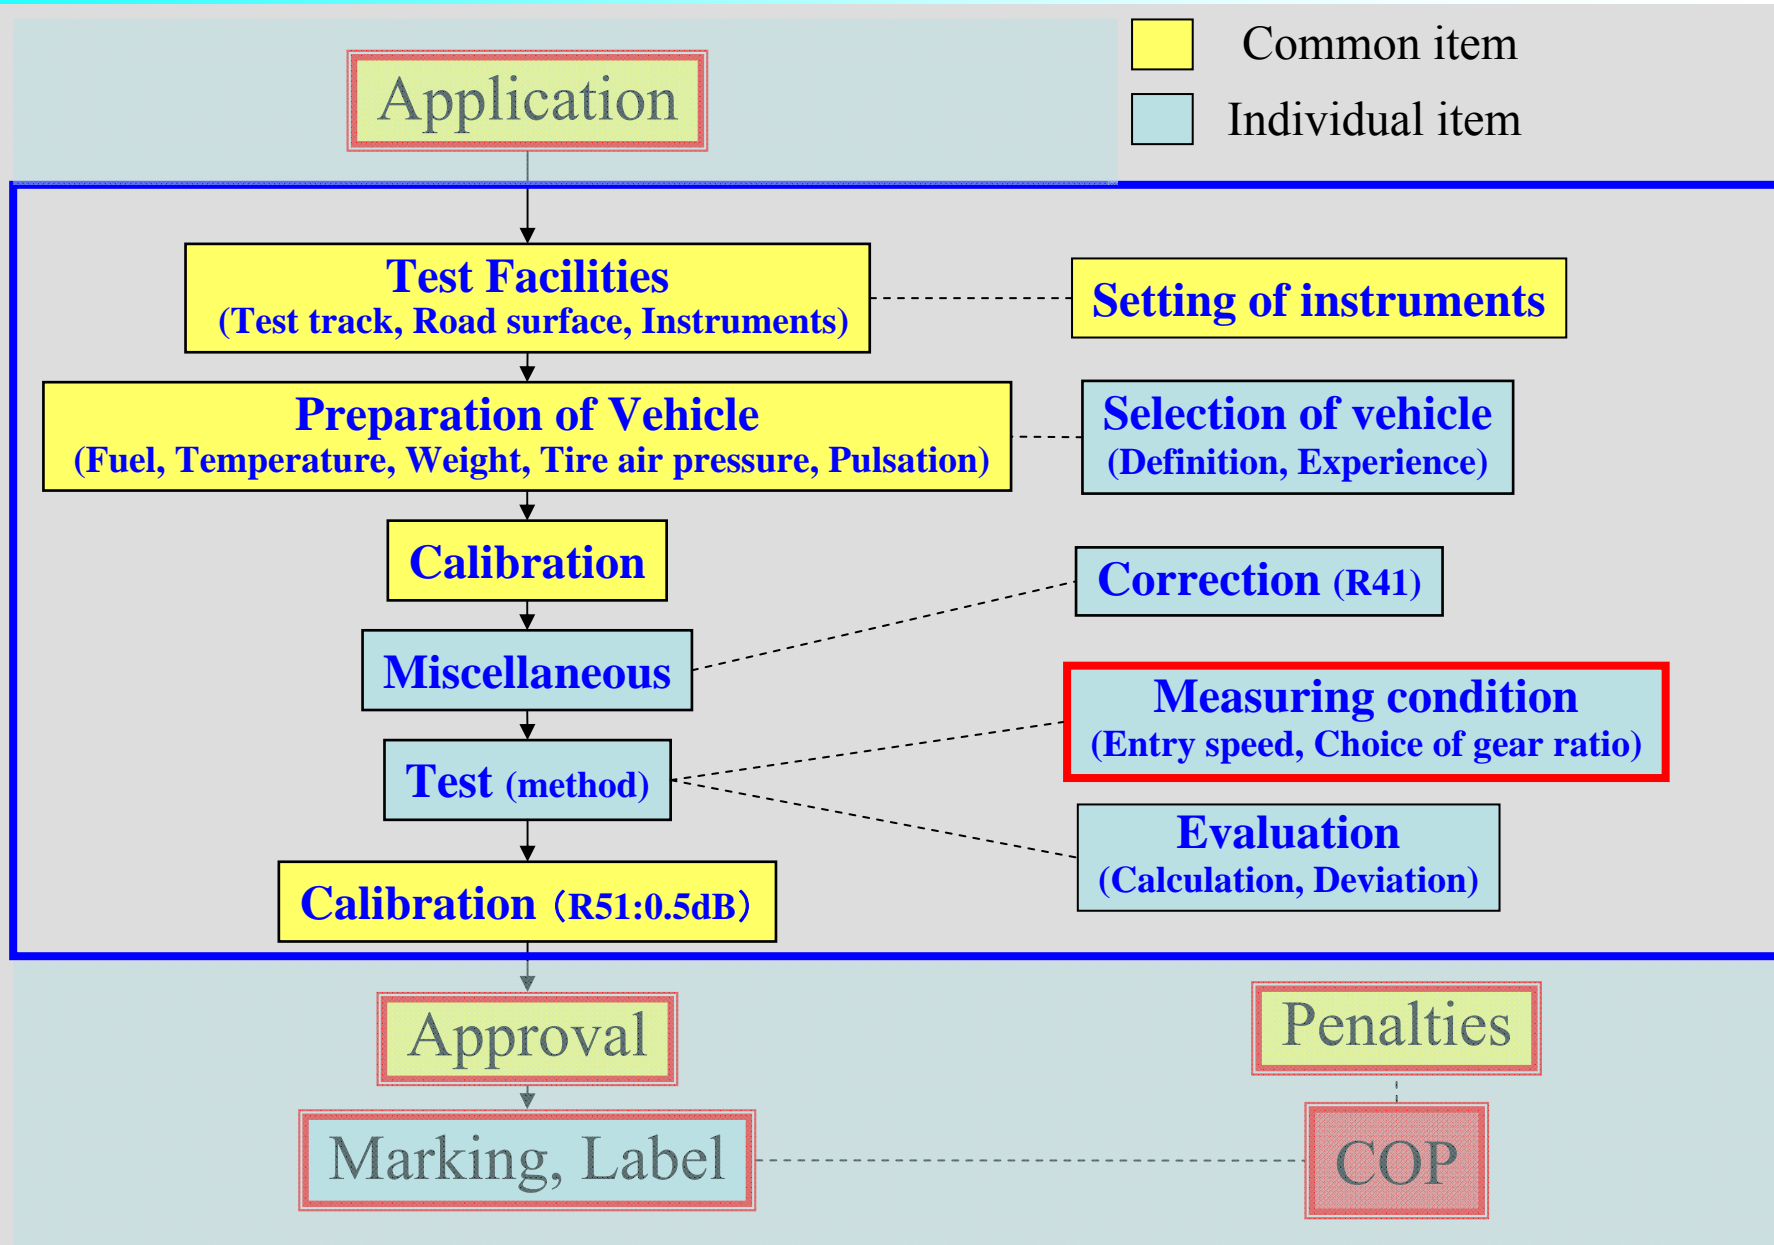 Common item
Individual item
Application
Test Facilities
(Test track, Road surface, Instruments)
Setting of instruments
Preparation of Vehicle
(Fuel, Temperature, Weight, Tire air pressure, Pulsation)
Selection of vehicle
(Definition, Experience)
Calibration
Correction (R41)
Miscellaneous
Measuring condition
(Entry speed, Choice of gear ratio)
Test (method)
Evaluation
(Calculation, Deviation)
Calibration（R51:0.5dB）
Approval
Penalties
Marking, Label
COP